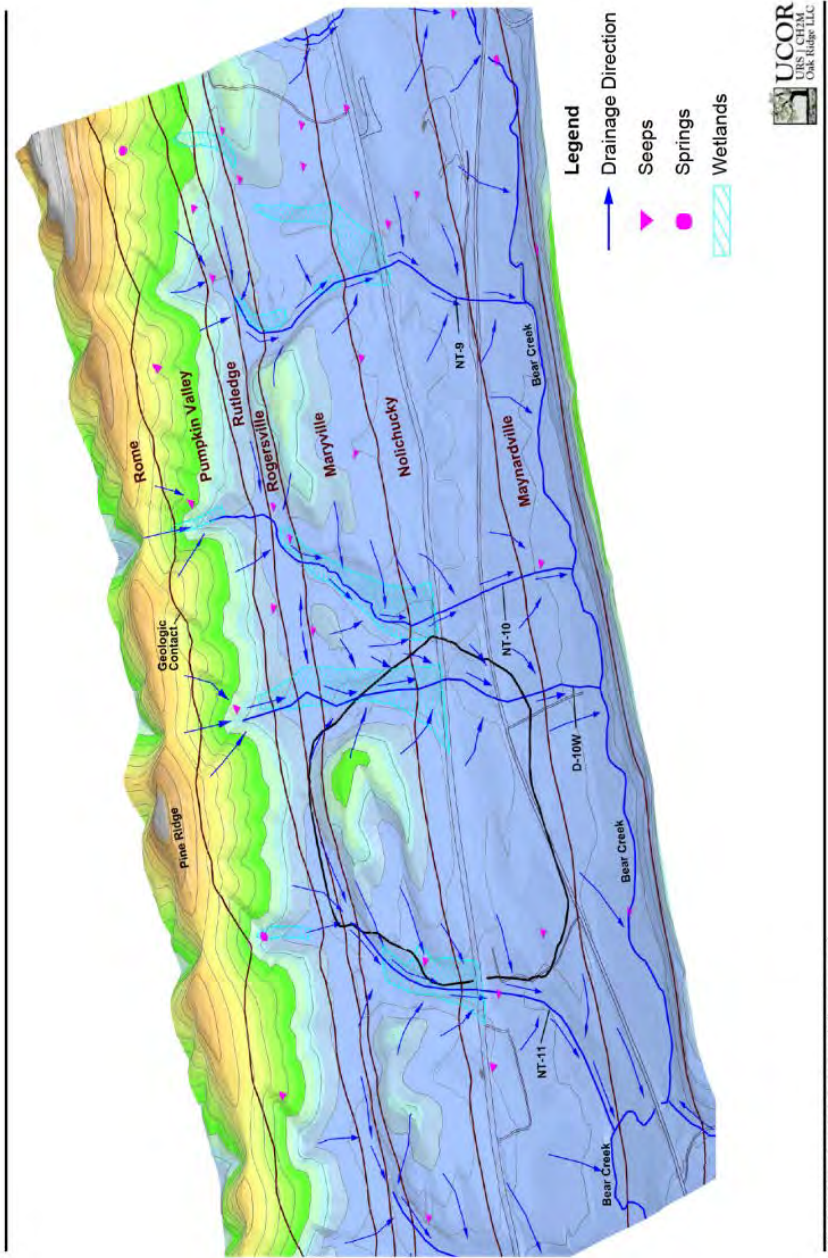 Pine Ridge
Geologic
Contact
Rome
Pumpkin Valley
Rutledge
Rogersville
Maryville
Nolichucky
Maynardville
NT-11
D-10W
NT-10
NT-9
Bear Creek
Bear Creek
Bear Creek
Legend
Drainage Direction
Seeps
Springs
Wetlands
UCOR
URS | CH2M
Oak Ridge LLC